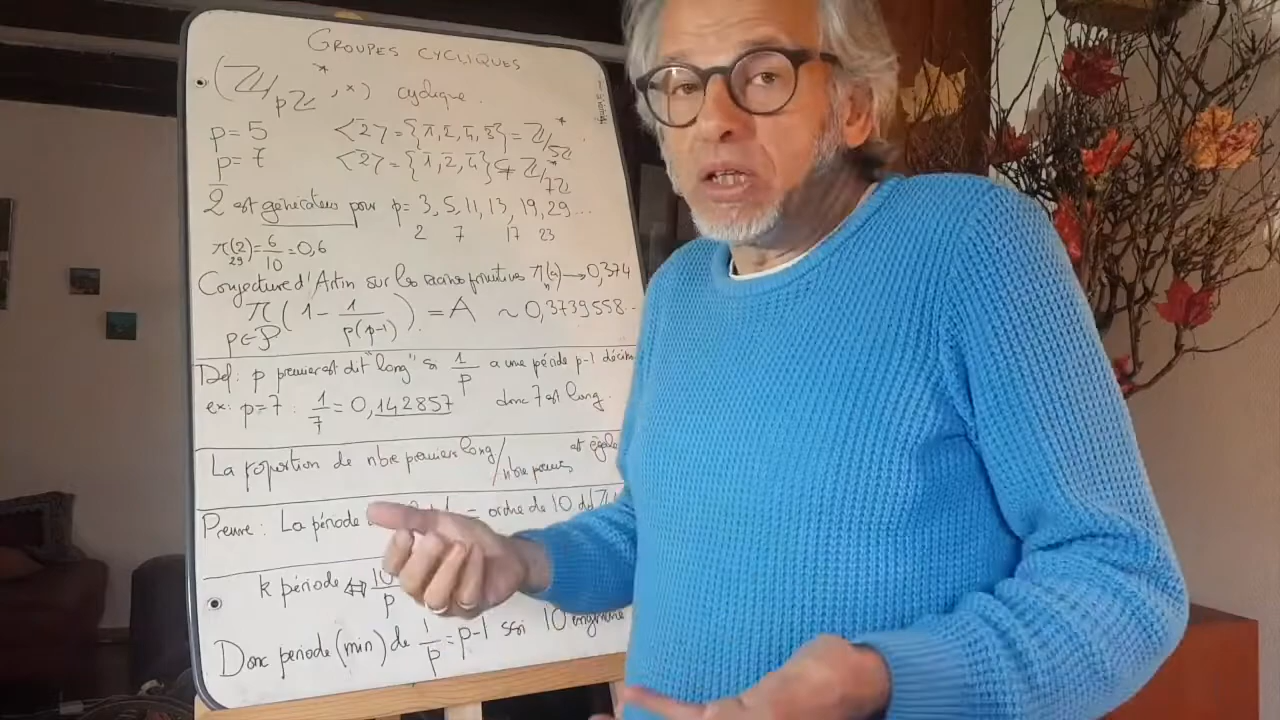 GROUPES CYCLIQUES
(ℤ/pℤ*, ×) cyclique.
p = 5 <2̄> = {1̄, 2̄, 4̄, 3̄} = ℤ/5ℤ*
p = 7 <2̄> = {1̄, 2̄, 4̄} ⊊ ℤ/7ℤ*
2̄ est générateur pour p = 3, 5, 11, 13, 19, 29...
2 7 17 23
π₂₉(2) = 6/10 = 0,6
Conjecture d'Artin sur les racines primitives π (2) → 0,374
π p∈P (1 - 1/p(p-1)) = A ~ 0,3739558...
Def: p premier est dit "long" si 1/p a une période p-1 décim
ex: p=7 : 1/7 = 0,142857 donc 7 est long.
La proportion de nbre premiers long / nbre premiers est égale
Preuve : La période = ordre de 10 ds
k période ⇔ 10 / p
Donc periode (min) de 1/p = p-1 ssi 10 engendre